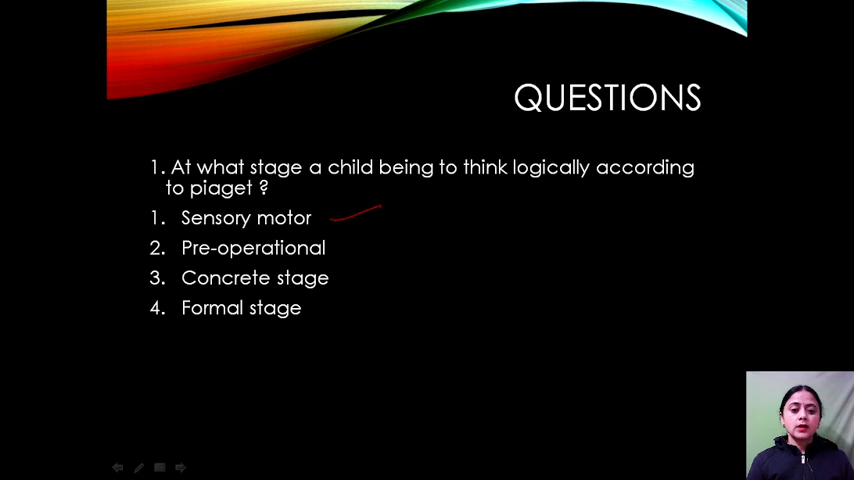 QUESTIONS
1. At what stage a child being to think logically according
to piaget ?
1. Sensory motor
2. Pre-operational
3. Concrete stage
4. Formal stage